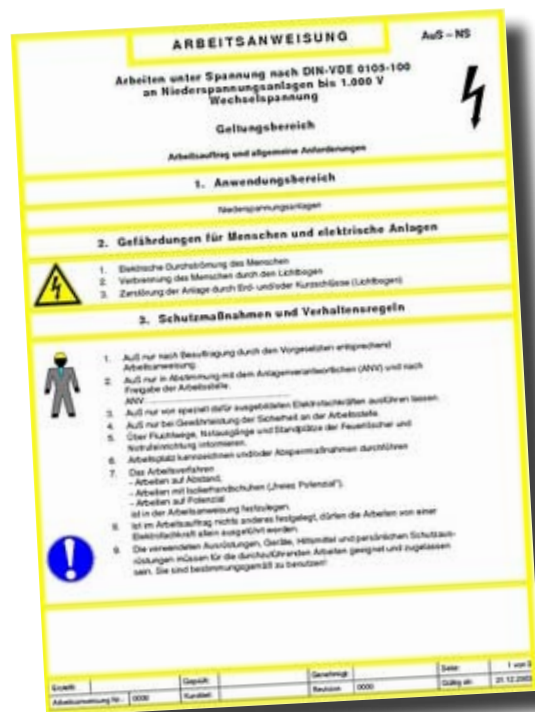 ARBEITSANWEISUNG
AuS – NS
Arbeiten unter Spannung nach DIN-VDE 0105-100
an Niederspannungsanlagen bis 1.000 V
Wechselspannung
Geltungsbereich
Arbeitsauftrag und allgemeine Anforderungen
1. Anwendungsbereich
Niederspannungsanlagen
2. Gefährdungen für Menschen und elektrische Anlagen
1. Elektrische Durchströmung des Menschen
2. Verbrennung des Menschen durch den Lichtbogen
3. Zerstörung der Anlage durch Erd- und/oder Kurzschlüsse (Lichtbogen)
3. Schutzmaßnahmen und Verhaltensregeln
1. AuS nur nach Beauftragung durch den Vorgesetzten entsprechend
Arbeitsanweisung.
2. AuS nur in Abstimmung mit dem Anlagenverantwortlichen (ANV) und nach
Freigabe der Arbeitsstelle.
ANV:
3. AuS nur von speziell dafür ausgebildeten Elektrofachkräften ausführen lassen.
4. AuS nur bei Gewährleistung der Sicherheit an der Arbeitsstelle.
5. Über Fluchtwege, Notausgänge und Standplätze der Feuerlöscher und
Notrufeinrichtung informieren.
6. Arbeitsplatz kennzeichnen und/oder Absperrmaßnahmen durchführen
7. Das Arbeitsverfahren
- Arbeiten auf Abstand,
- Arbeiten mit Isolierhandschuhen („freies Potenzial“),
- Arbeiten auf Potenzial
ist in der Arbeitsanweisung festzulegen.
8. Ist im Arbeitsauftrag nichts anderes festgelegt, dürfen die Arbeiten von einer
Elektrofachkraft allein ausgeführt werden.
9. Die verwendeten Ausrüstungen, Geräte, Hilfsmittel und persönlichen Schutzaus-
rüstungen müssen für die durchzuführenden Arbeiten geeignet und zugelassen
sein. Sie sind bestimmungsgemäß zu benutzen!
Erstellt: Geprüft: Genehmigt: Seite: 1 von 3
Arbeitsanweisung Nr.: 0000 Kurztitel: Revision: 0000 Gültig ab: 31.12.2003